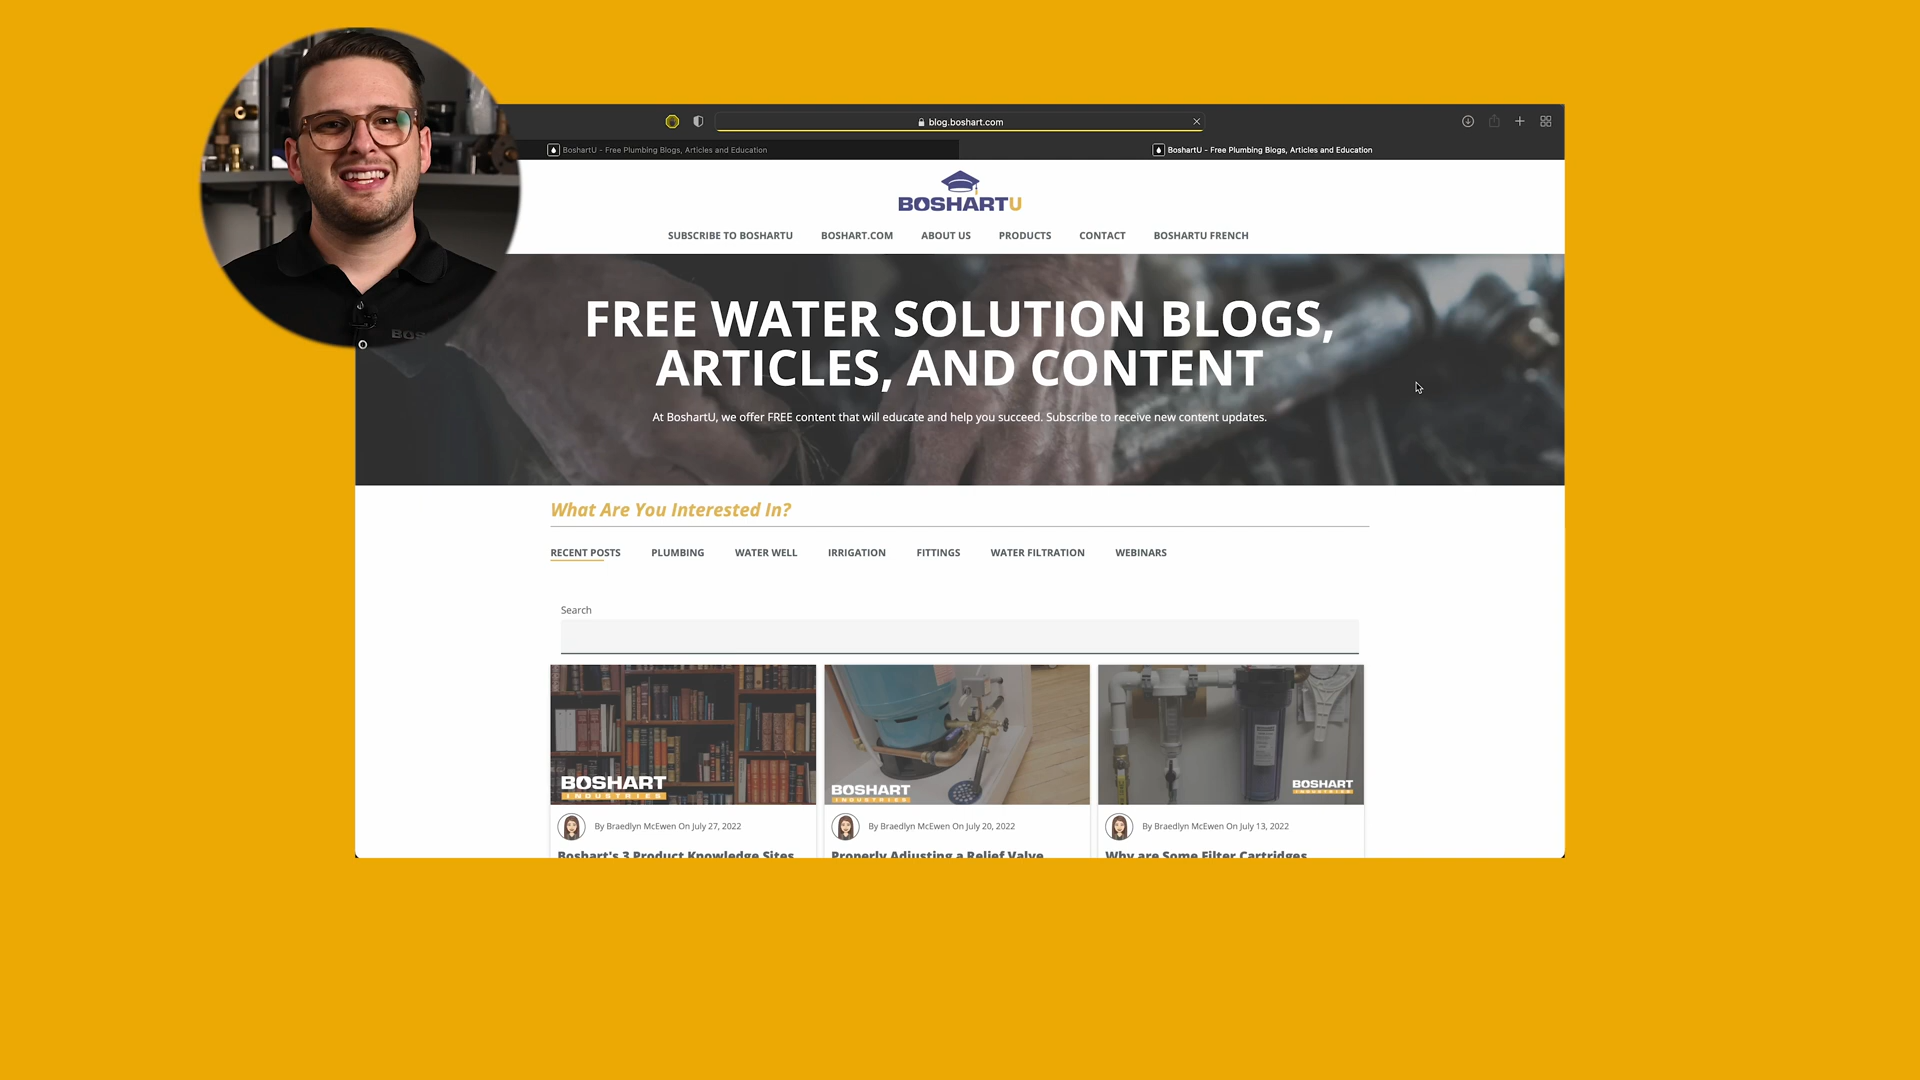 blog.boshart.com
BoshartU - Free Plumbing Blogs, Articles and Education
BoshartU - Free Plumbing Blogs, Articles and Education
BOSHARTU
SUBSCRIBE TO BOSHARTU BOSHART.COM ABOUT US PRODUCTS CONTACT BOSHARTU FRENCH
FREE WATER SOLUTION BLOGS,
ARTICLES, AND CONTENT
At BoshartU, we offer FREE content that will educate and help you succeed. Subscribe to receive new content updates.
What Are You Interested In?
RECENT POSTS PLUMBING WATER WELL IRRIGATION FITTINGS WATER FILTRATION WEBINARS
Search
BOSHART
INDUSTRIES
BOSHART
INDUSTRIES
BOSHART
INDUSTRIES
By Braedlyn McEwen On July 27, 2022
By Braedlyn McEwen On July 20, 2022
By Braedlyn McEwen On July 13, 2022
Boshart's 3 Product Knowledge Sites
Properly Adjusting a Relief Valve
Why are Some Filter Cartridges